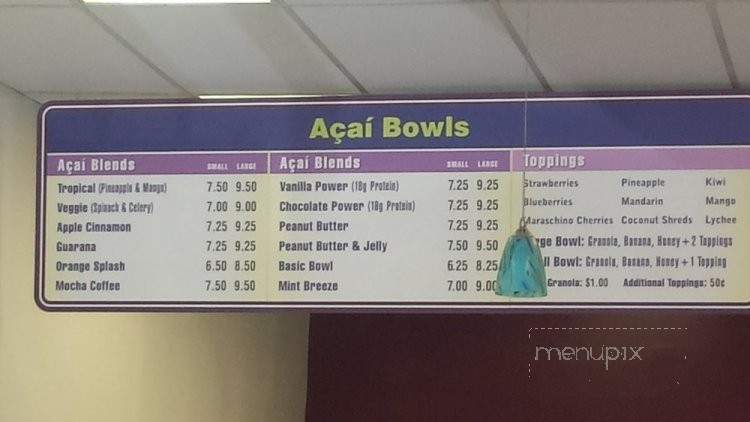 Açaí Bowls
Açaí Blends SMALL LARGE
Tropical (Pineapple & Mango) 7.50 9.50
Veggie (Spinach & Celery) 7.00 9.00
Apple Cinnamon 7.25 9.25
Guarana 7.25 9.25
Orange Splash 6.50 8.50
Mocha Coffee 7.50 9.50
Açaí Blends SMALL LARGE
Vanilla Power (18g Protein) 7.25 9.25
Chocolate Power (18g Protein) 7.25 9.25
Peanut Butter 7.25 9.25
Peanut Butter & Jelly 7.50 9.50
Basic Bowl 6.25 8.25
Mint Breeze 7.00 9.00
Toppings
Strawberries Pineapple Kiwi
Blueberries Mandarin Mango
Maraschino Cherries Coconut Shreds Lychee
rge Bowl: Granola, Banana, Honey + 2 Toppings
ll Bowl: Granola, Banana, Honey + 1 Topping
Granola: $1.00 Additional Toppings: 50¢
menupix